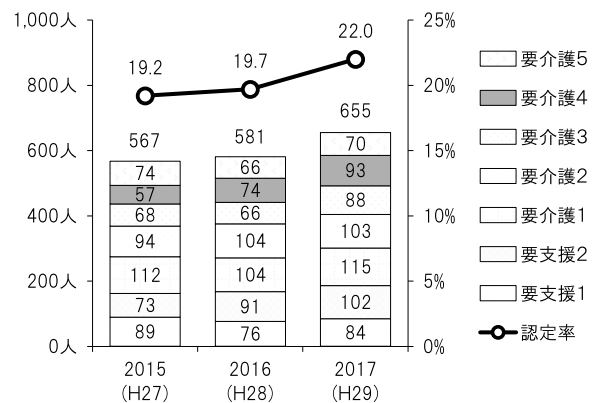 1,000人
800人
600人
400人
200人
0人
25%
20%
15%
10%
5%
0%
19.2
19.7
22.0
567
581
655
74
57
68
94
112
73
89
66
74
66
104
104
91
76
70
93
88
103
115
102
84
2015
(H27)
2016
(H28)
2017
(H29)
要介護5
要介護4
要介護3
要介護2
要介護1
要支援2
要支援1
認定率